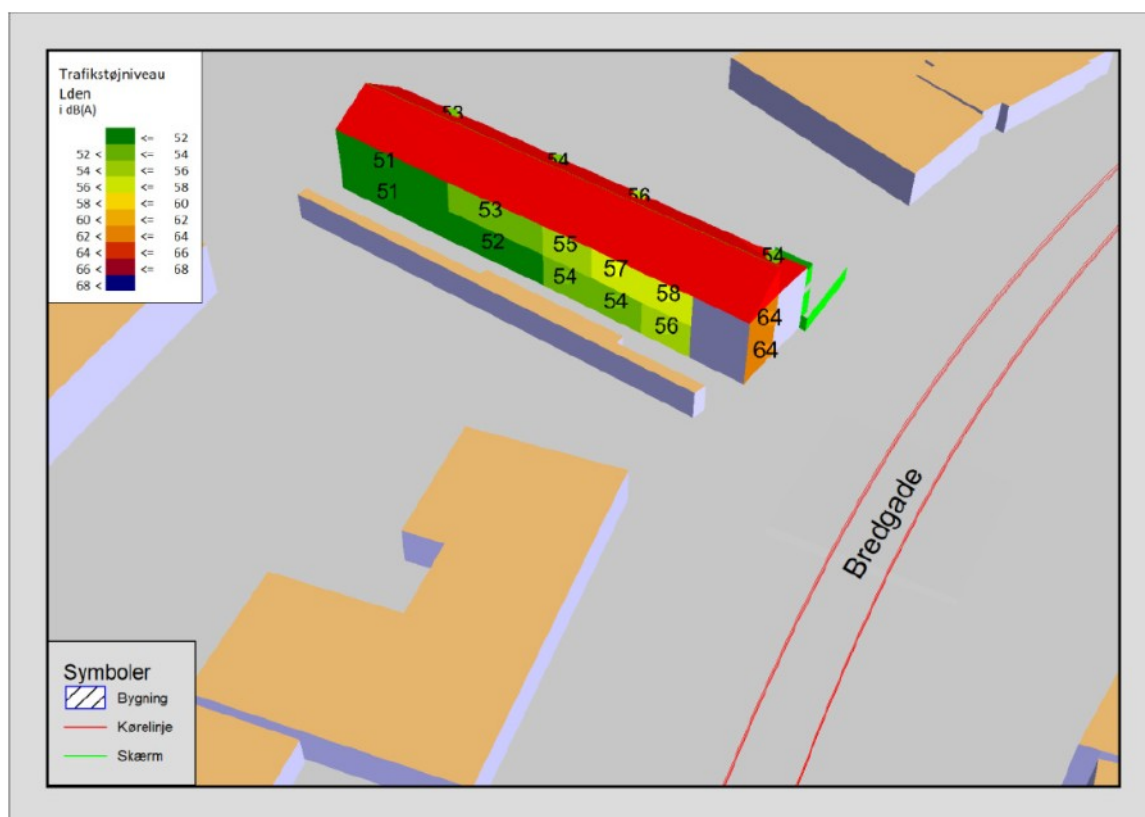 Trafikstøjniveau
Lden
i dB(A)
<= 52
52 < <= 54
54 < <= 56
56 < <= 58
58 < <= 60
60 < <= 62
62 < <= 64
64 < <= 66
66 < <= 68
68 <
53
54
56
54
51
51
53
52
55
54
57
54
58
56
64
64
Bredgade
Symboler
Bygning
Kørelinje
Skærm